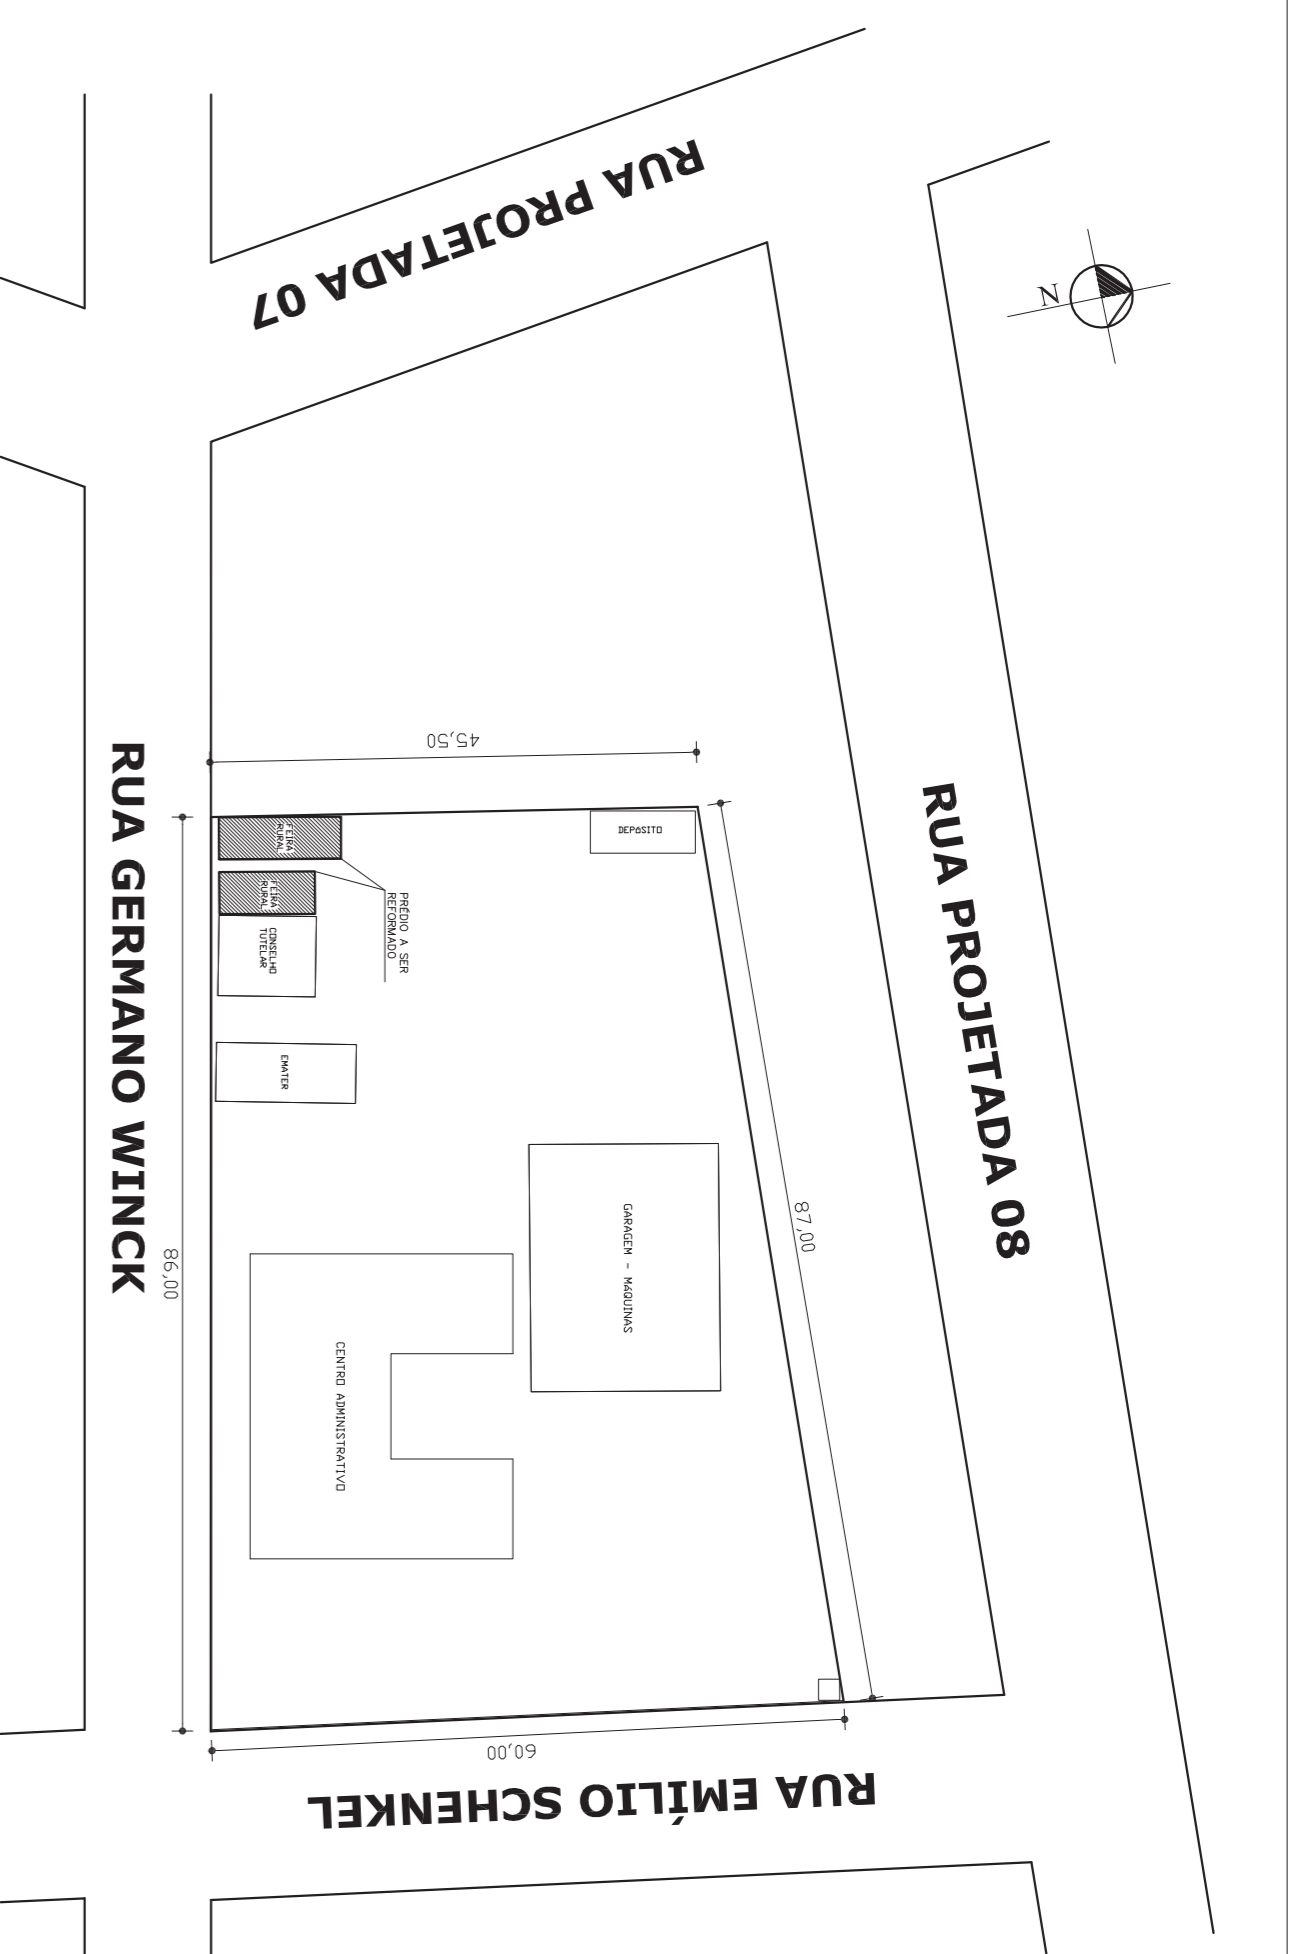 RUA PROJETADA 07
N
45,50
FEIRA
RURAL
DEPÓSITO
FEIRA
RURAL
PRÉDIO A SER
REFORMADO
CONSELHO
TUTELAR
EMATER
RUA GERMANO WINCK
86,00
RUA PROJETADA 08
87,00
GARAGEM - MÁQUINAS
CENTRO ADMINISTRATIVO
60,00
RUA EMÍLIO SCHENKEL